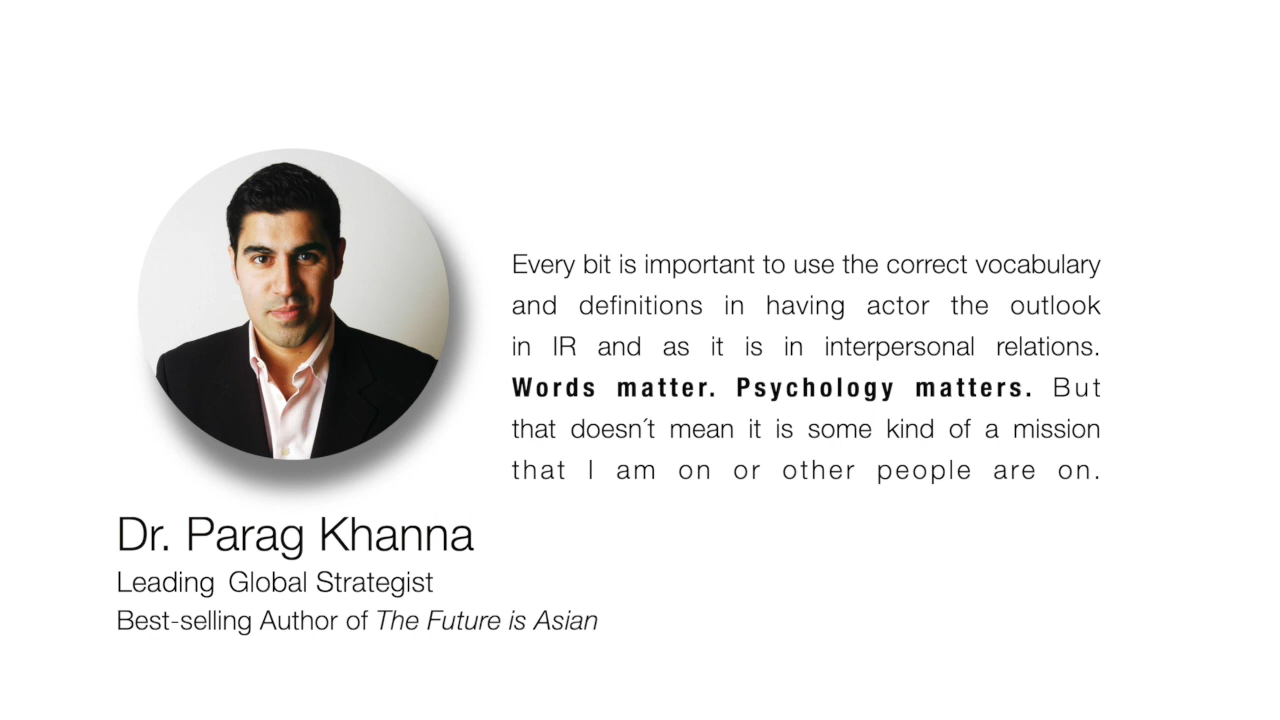 Every bit is important to use the correct vocabulary
and definitions in having actor the outlook
in IR and as it is in interpersonal relations.
Words matter. Psychology matters. But
that doesn´t mean it is some kind of a mission
that I am on or other people are on.
Dr. Parag Khanna
Leading Global Strategist
Best-selling Author of The Future is Asian